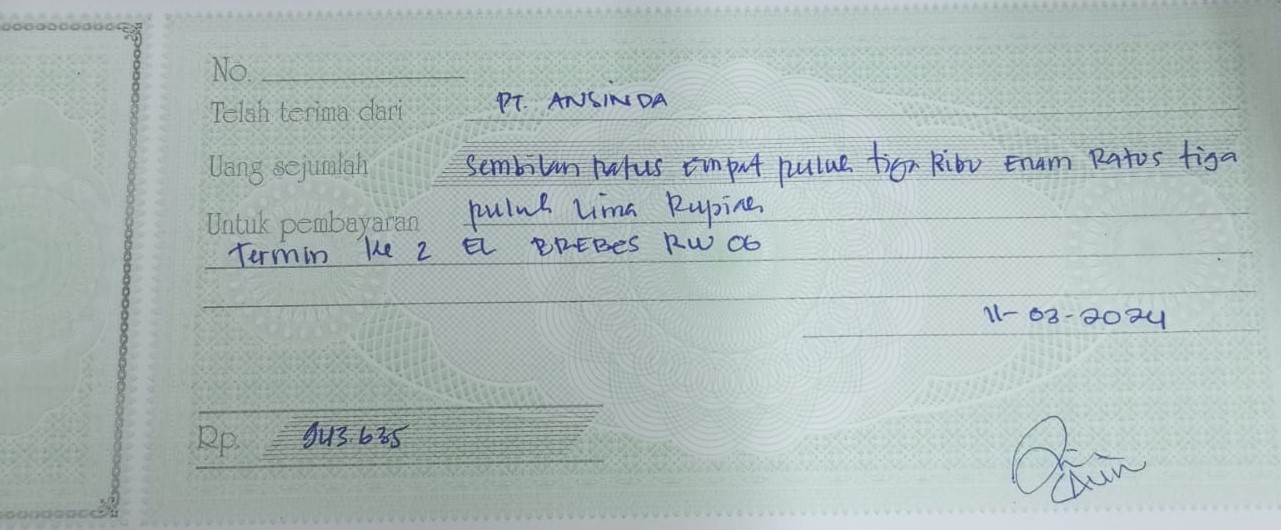 No.
Telah terima dari PT. ANSINDA
Uang sejumlah Sembilan ratus empat puluh tiga Ribu Enam Ratus tiga
Untuk pembayaran puluh lima Rupiah
Termin ke 2 EL BREBES RW 06
11-03-2024
Rp. 943.635